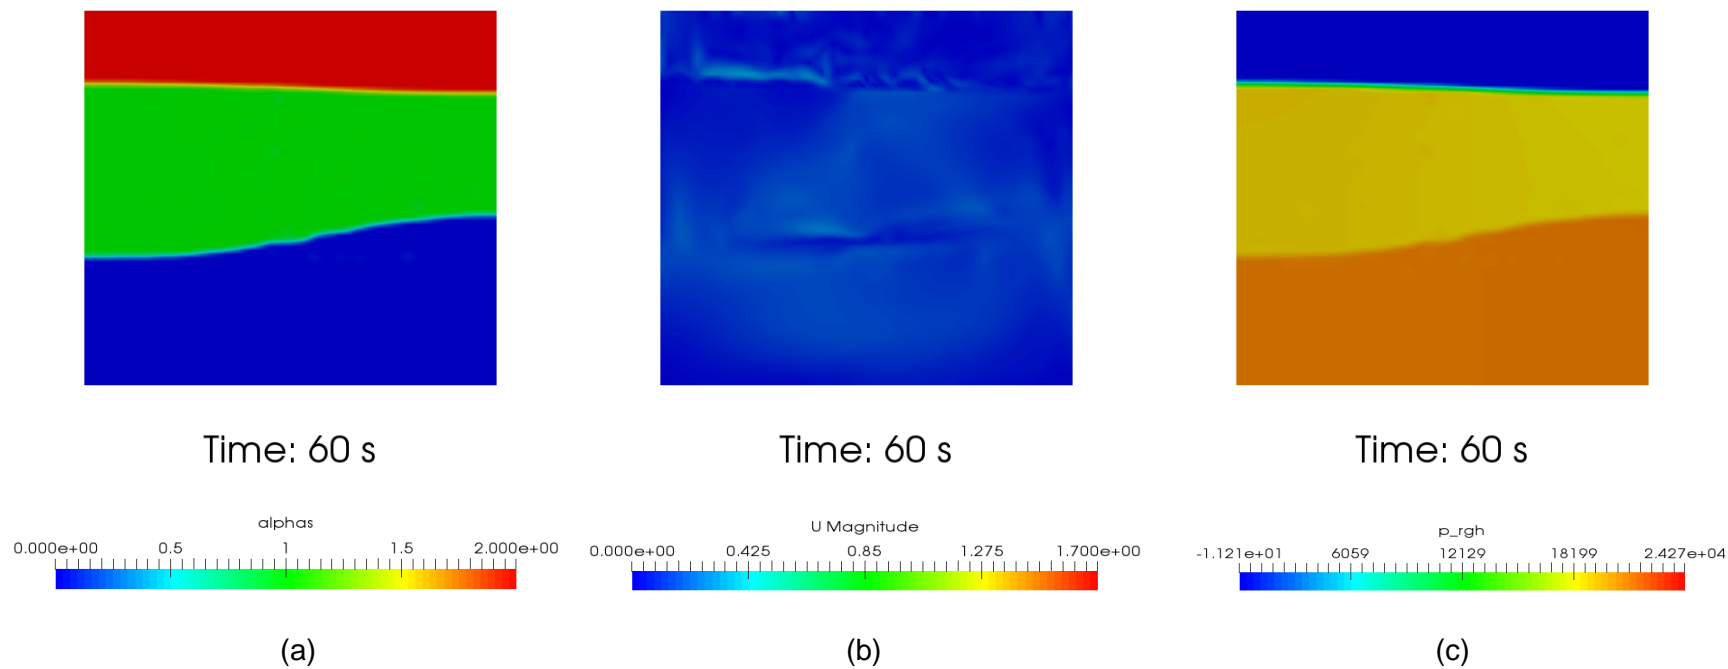 Time: 60 s Time: 60 s Time: 60 s
alphas
0.000e+00 0.5 1 1.5 2.000e+00
U Magnitude
0.000e+00 0.425 0.85 1.275 1.700e+00
p_rgh
-1.121e+01 6059 12129 18199 2.427e+04
(a) (b) (c)